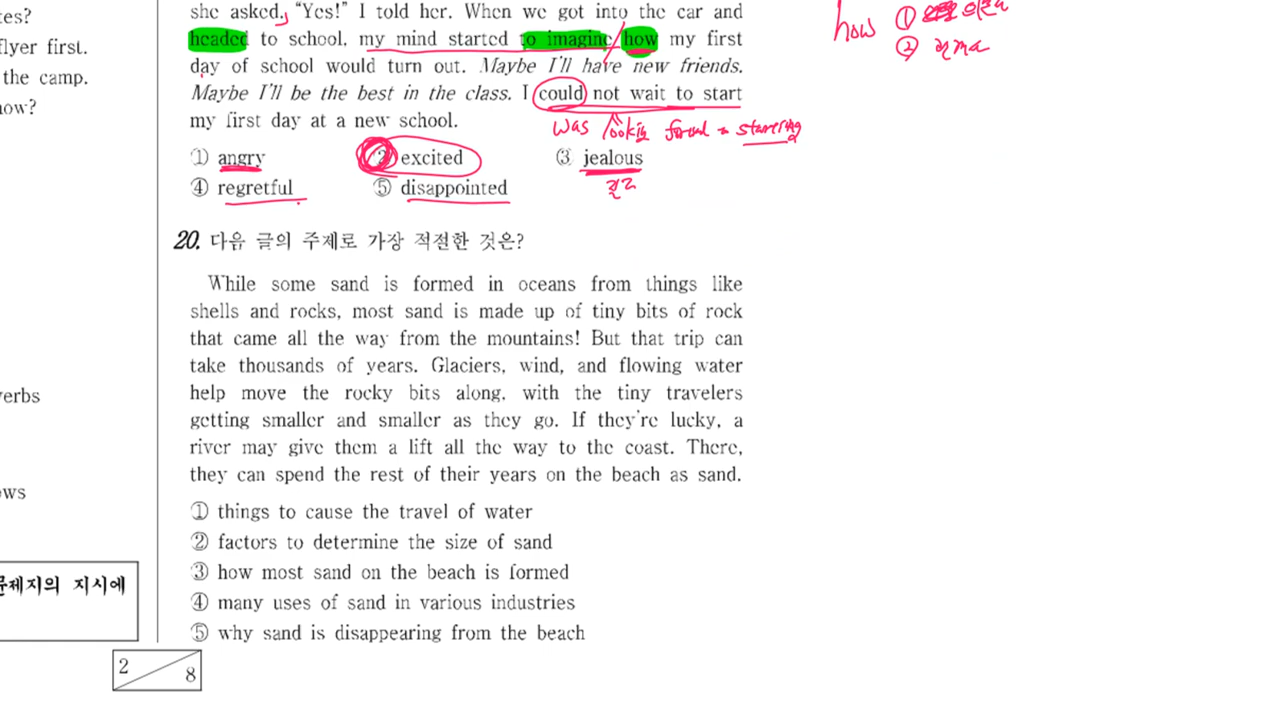 tes?
flyer first.
the camp.
now?
verbs
ows
문제지의 지시에
she asked. "Yes!" I told her. When we got into the car and
headed to school, my mind started to imagine how my first
day of school would turn out. Maybe I'll have new friends.
Maybe I'll be the best in the class. I could not wait to start
my first day at a new school.
was looking forward to starting
① angry ② excited ③ jealous
④ regretful ⑤ disappointed
how ①
②
20. 다음 글의 주제로 가장 적절한 것은?
While some sand is formed in oceans from things like
shells and rocks, most sand is made up of tiny bits of rock
that came all the way from the mountains! But that trip can
take thousands of years. Glaciers, wind, and flowing water
help move the rocky bits along, with the tiny travelers
getting smaller and smaller as they go. If they're lucky, a
river may give them a lift all the way to the coast. There,
they can spend the rest of their years on the beach as sand.
① things to cause the travel of water
② factors to determine the size of sand
③ how most sand on the beach is formed
④ many uses of sand in various industries
⑤ why sand is disappearing from the beach
2 8